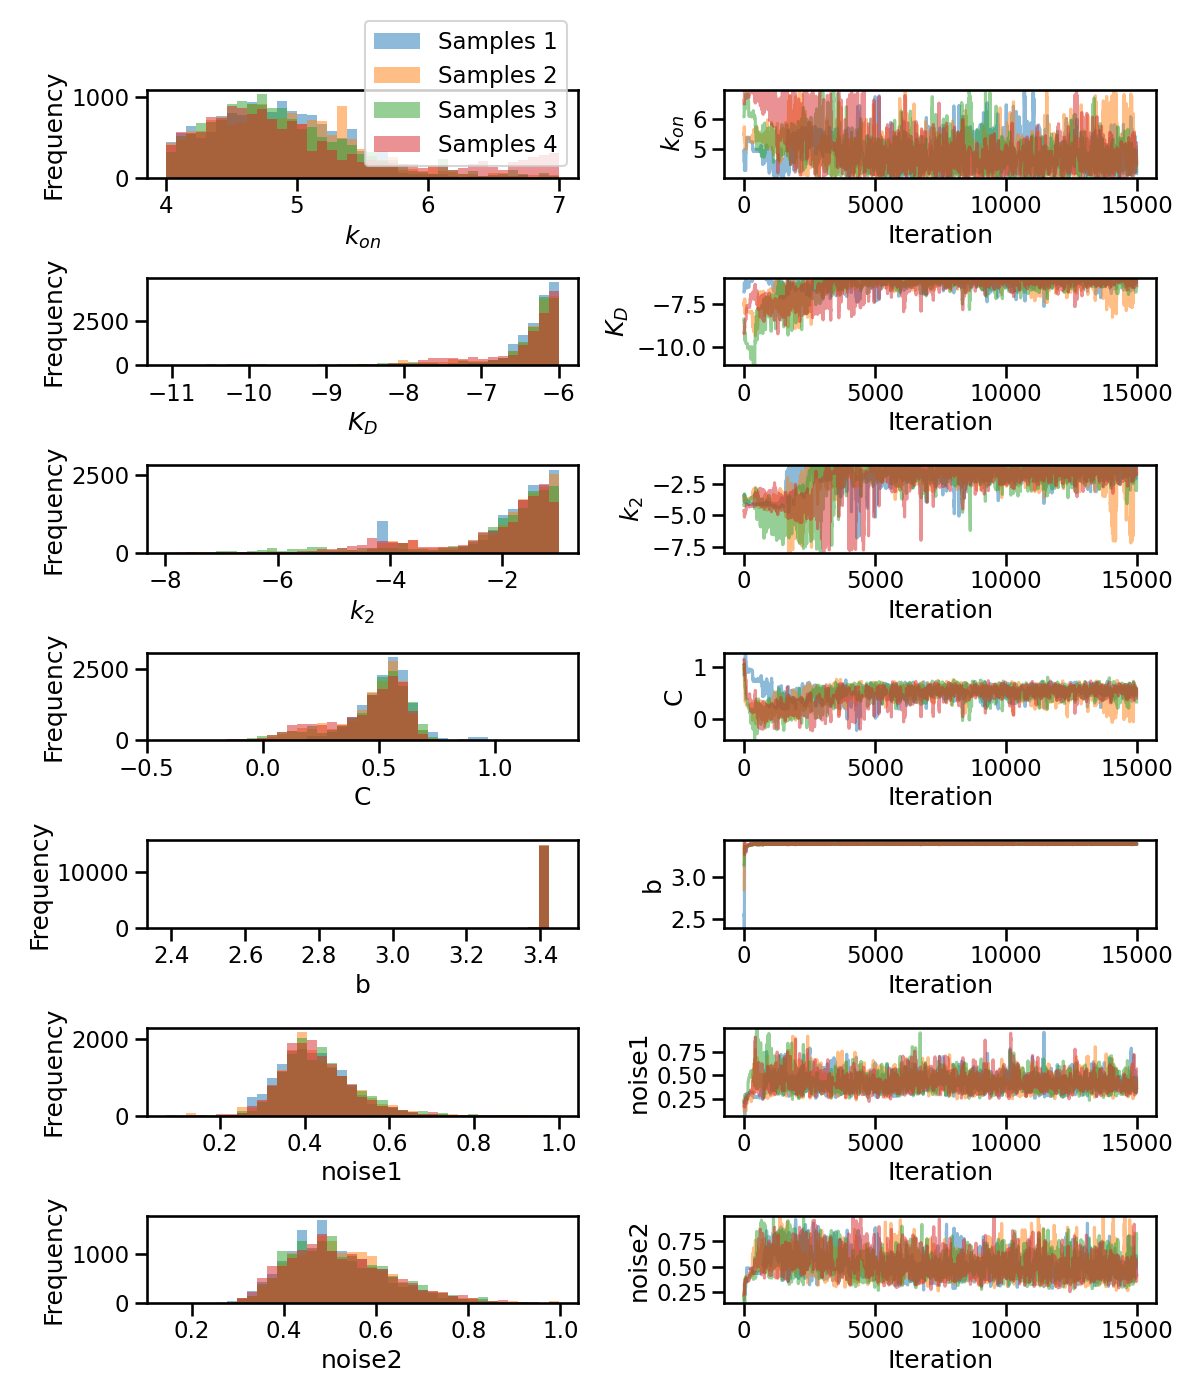 Samples 1
Samples 2
Samples 3
Samples 4
Frequency
1000
0
4 5 6 7
k_on
k_on
6
5
0 5000 10000 15000
Iteration
Frequency
2500
0
−11 −10 −9 −8 −7 −6
K_D
K_D
−7.5
−10.0
0 5000 10000 15000
Iteration
Frequency
2500
0
−8 −6 −4 −2
k_2
k_2
−2.5
−5.0
−7.5
0 5000 10000 15000
Iteration
Frequency
2500
0
−0.5 0.0 0.5 1.0
C
C
1
0
0 5000 10000 15000
Iteration
Frequency
10000
0
2.4 2.6 2.8 3.0 3.2 3.4
b
b
3.0
2.5
0 5000 10000 15000
Iteration
Frequency
2000
0
0.2 0.4 0.6 0.8 1.0
noise1
noise1
0.75
0.50
0.25
0 5000 10000 15000
Iteration
Frequency
1000
0
0.2 0.4 0.6 0.8 1.0
noise2
noise2
0.75
0.50
0.25
0 5000 10000 15000
Iteration